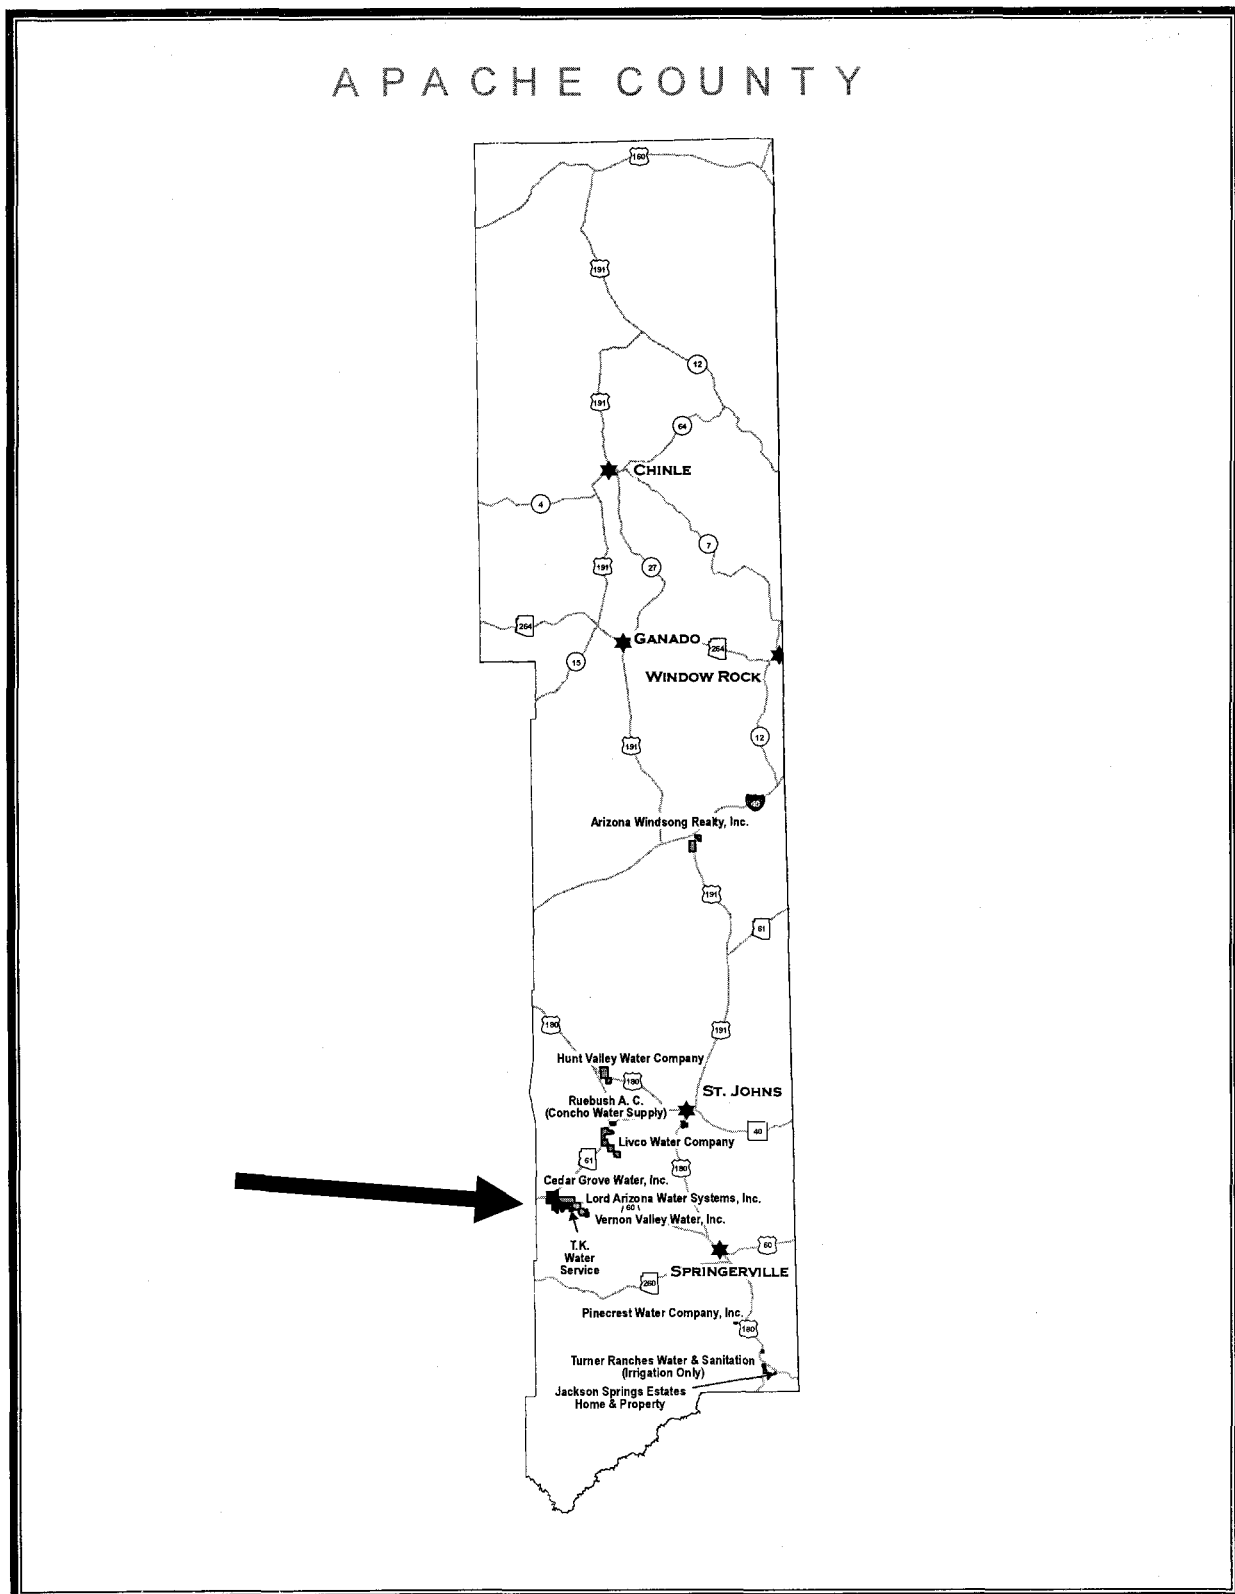 APACHE COUNTY
160
191
12
191
64
CHINLE
4
7
191
27
264
GANADO
264
15
WINDOW ROCK
12
191
40
Arizona Windsong Realty, Inc.
191
61
180
191
Hunt Valley Water Company
180
ST. JOHNS
Ruebush A. C.
(Concho Water Supply)
40
Livco Water Company
61
180
Cedar Grove Water, Inc.
Lord Arizona Water Systems, Inc.
60
Vernon Valley Water, Inc.
T.K.
Water
Service
60
SPRINGERVILLE
260
Pinecrest Water Company, Inc.
180
Turner Ranches Water & Sanitation
(Irrigation Only)
Jackson Springs Estates
Home & Property